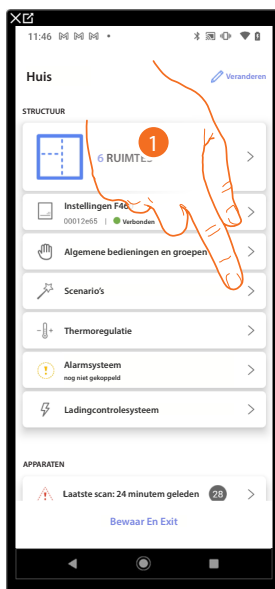 11:46
Huis
Veranderen
STRUCTUUR
1
6 RUIMTES
Instellingen F46
00012e65 | Verbonden
Algemene bedieningen en groepen
Scenario's
Thermoregulatie
Alarmsysteem
nog niet gekoppeld
Ladingcontrolesysteem
APPARATEN
Laatste scan: 24 minutem geleden 28
Bewaar En Exit